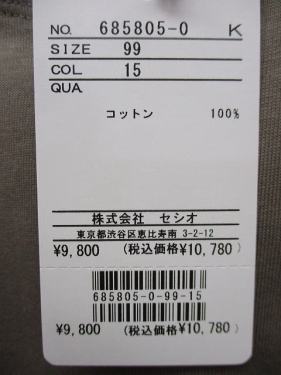 NO. 685805-0 K
SIZE 99
COL 15
QUA.
コットン 100%
株式会社 セシオ
東京都渋谷区恵比寿南 3-2-12
¥9,800 (税込価格¥10,780)
685805-0-99-15
¥9,800 (税込価格¥10,780)